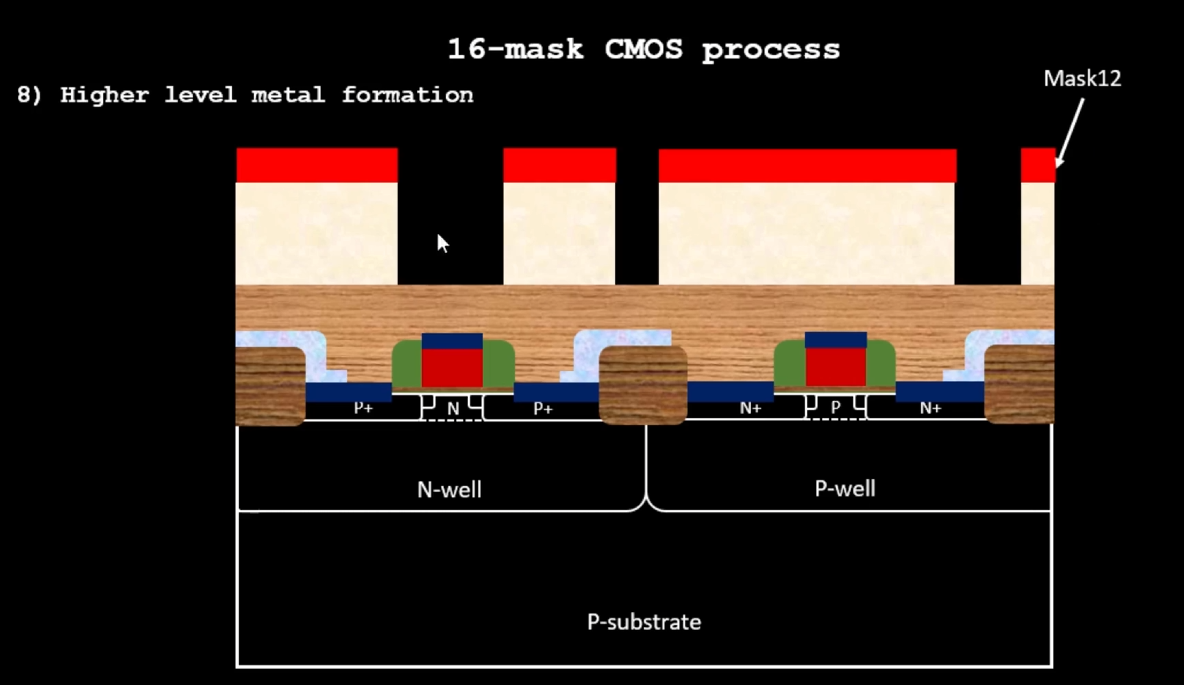 16-mask CMOS process
Mask12
8) Higher level metal formation
P+ N P+ N+ P N+
N-well P-well
P-substrate